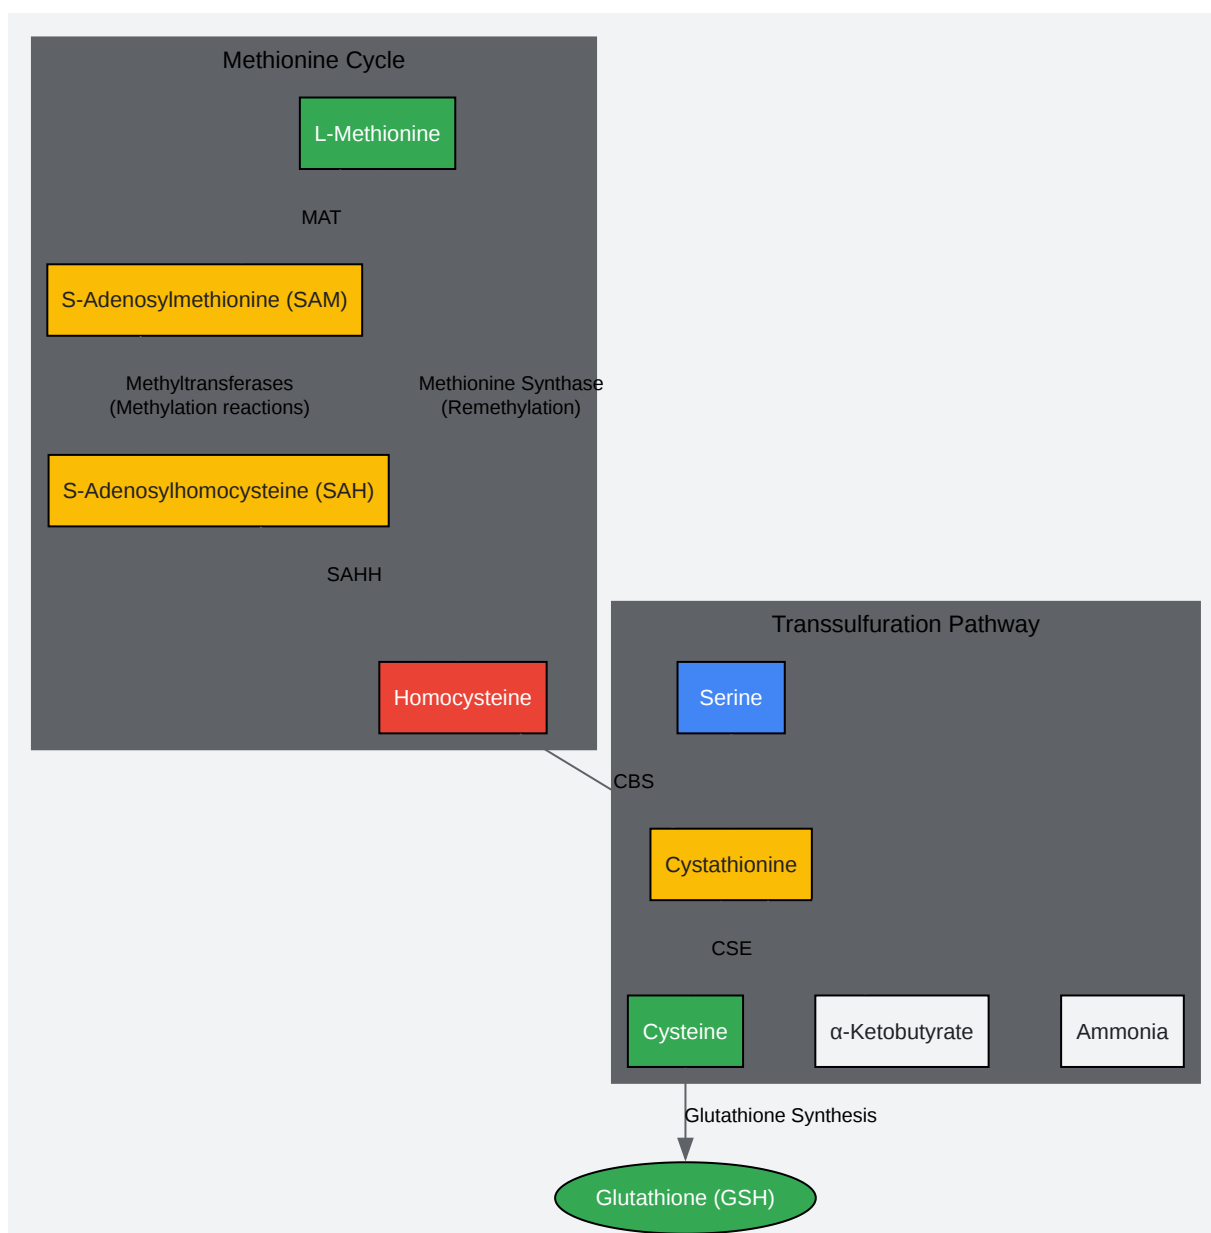 Methionine Cycle
L-Methionine
MAT
S-Adenosylmethionine (SAM)
Methyltransferases
(Methylation reactions)
Methionine Synthase
(Remethylation)
S-Adenosylhomocysteine (SAH)
SAHH
Homocysteine
Transsulfuration Pathway
Serine
CBS
Cystathionine
CSE
Cysteine
α-Ketobutyrate
Ammonia
Glutathione Synthesis
Glutathione (GSH)